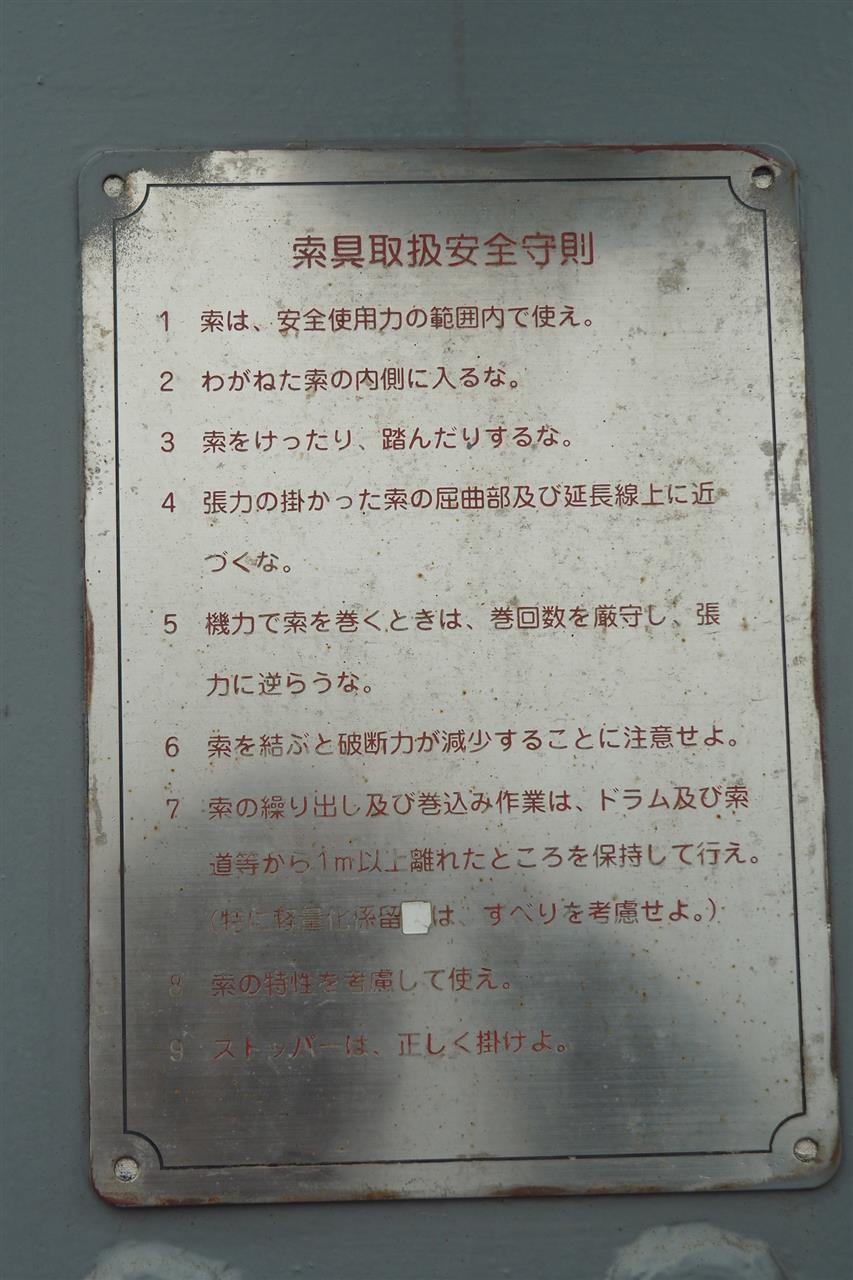 索具取扱安全守則
1 索は、安全使用力の範囲内で使え。
2 わがねた索の内側に入るな。
3 索をけったり、踏んだりするな。
4 張力の掛かった索の屈曲部及び延長線上に近
づくな。
5 機力で索を巻くときは、巻回数を厳守し、張
力に逆らうな。
6 索を結ぶと破断力が減少することに注意せよ。
7 索の繰り出し及び巻込み作業は、ドラム及び索
道等から1m以上離れたところを保持して行え。
(特に軽量化係留は、すべりを考慮せよ。)
8 索の特性を考慮して使え。
9 ストッパーは、正しく掛けよ。